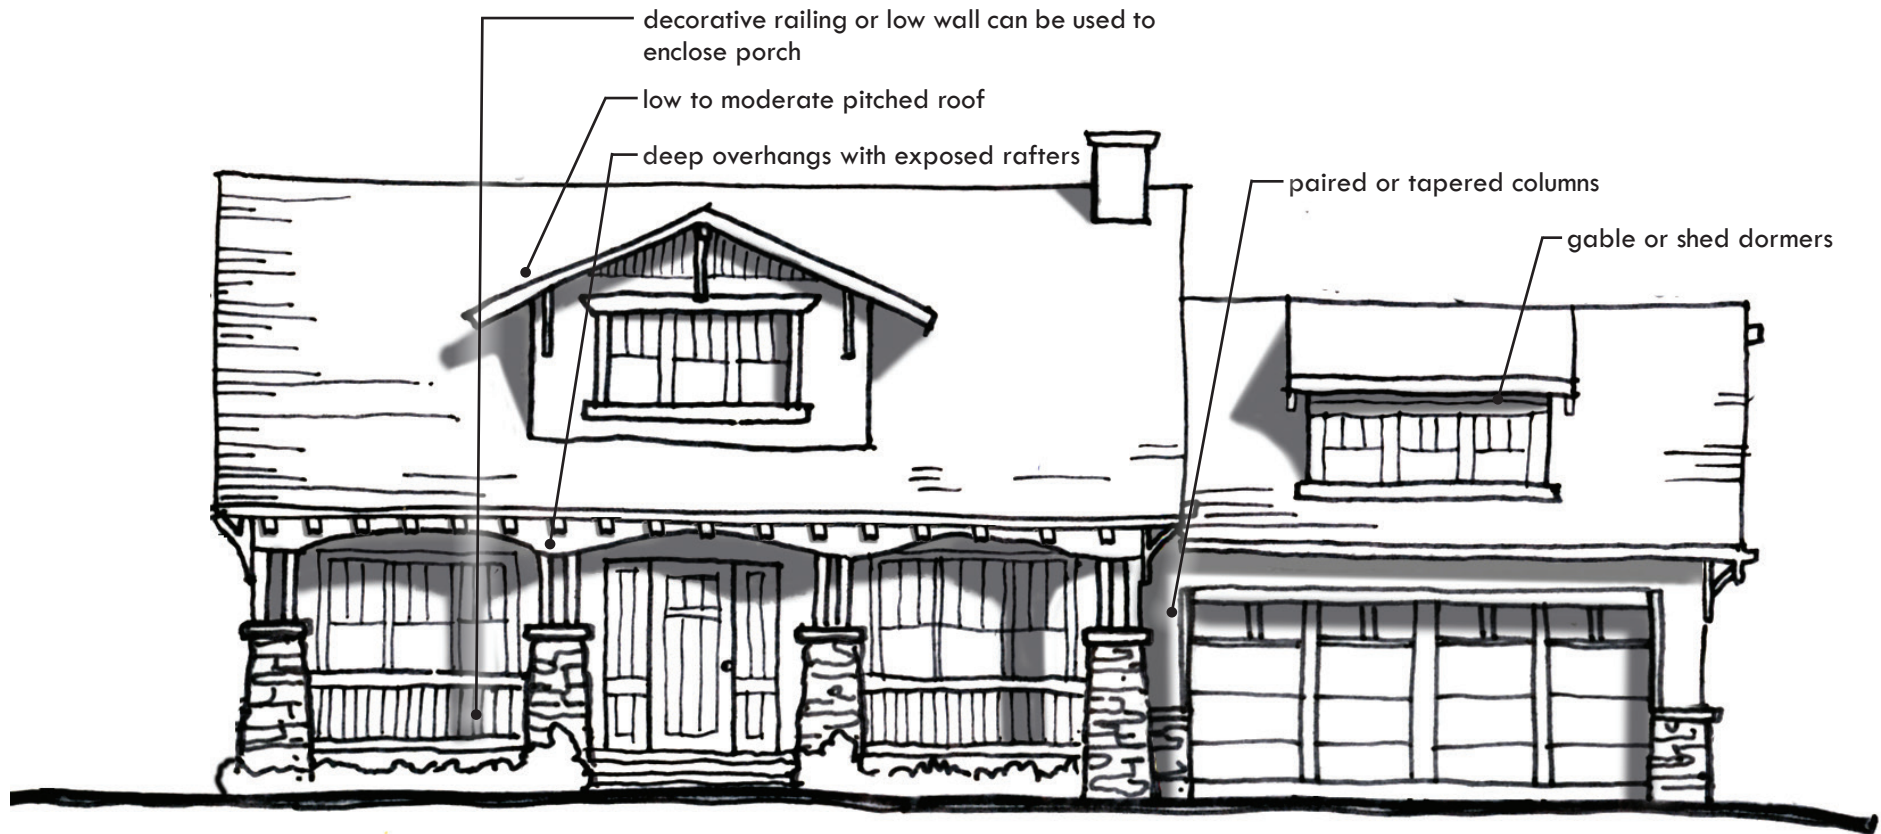 decorative railing or low wall can be used to
enclose porch
low to moderate pitched roof
deep overhangs with exposed rafters
paired or tapered columns
gable or shed dormers